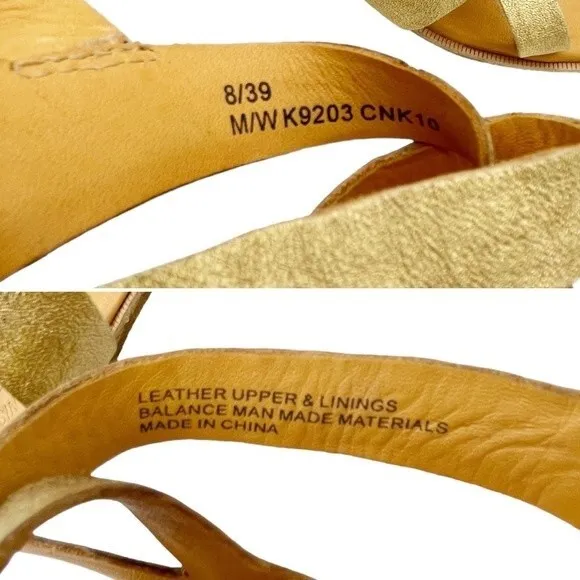 8/39
M/W K9203 CNK10
LEATHER UPPER & LININGS
BALANCE MAN MADE MATERIALS
MADE IN CHINA